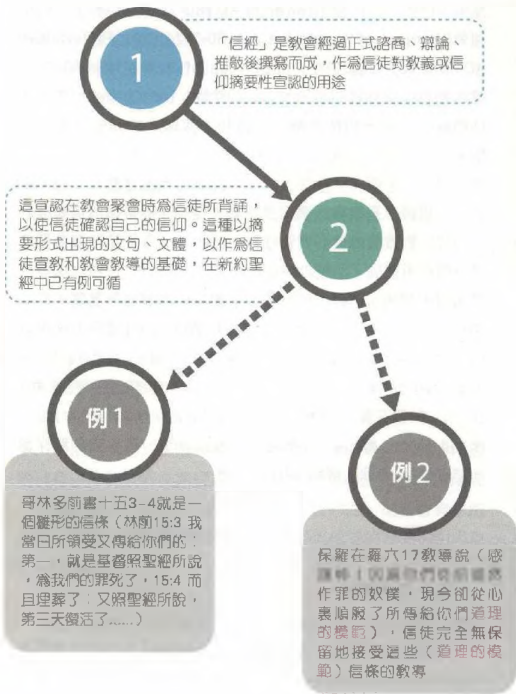 1
「信經」是教會經過正式諮商、辯論、
推敲後撰寫而成，作爲信徒對教義或信
仰摘要性宣認的用途
這宣認在教會聚會時爲信徒所背誦，
以使信徒確認自己的信仰。這種以摘
要形式出現的文句、文體，以作爲信
徒宣教和教會教導的基礎，在新約聖
經中已有例可循
2
例1
哥林多前書十五3-4就是一
個雛形的信條（林前15:3 我
當日所領受又傳給你們的：
第一，就是基督照聖經所說
，爲我們的罪死了，15:4 而
且埋葬了；又照聖經所說，
第三天復活了……）
例2
保羅在羅六17教導說（感
作罪的奴僕，現今卻從心
裏順服了所傳給你們道理
的模範），信徒完全無保
留地接受這些（道理的模
範）信條的教導